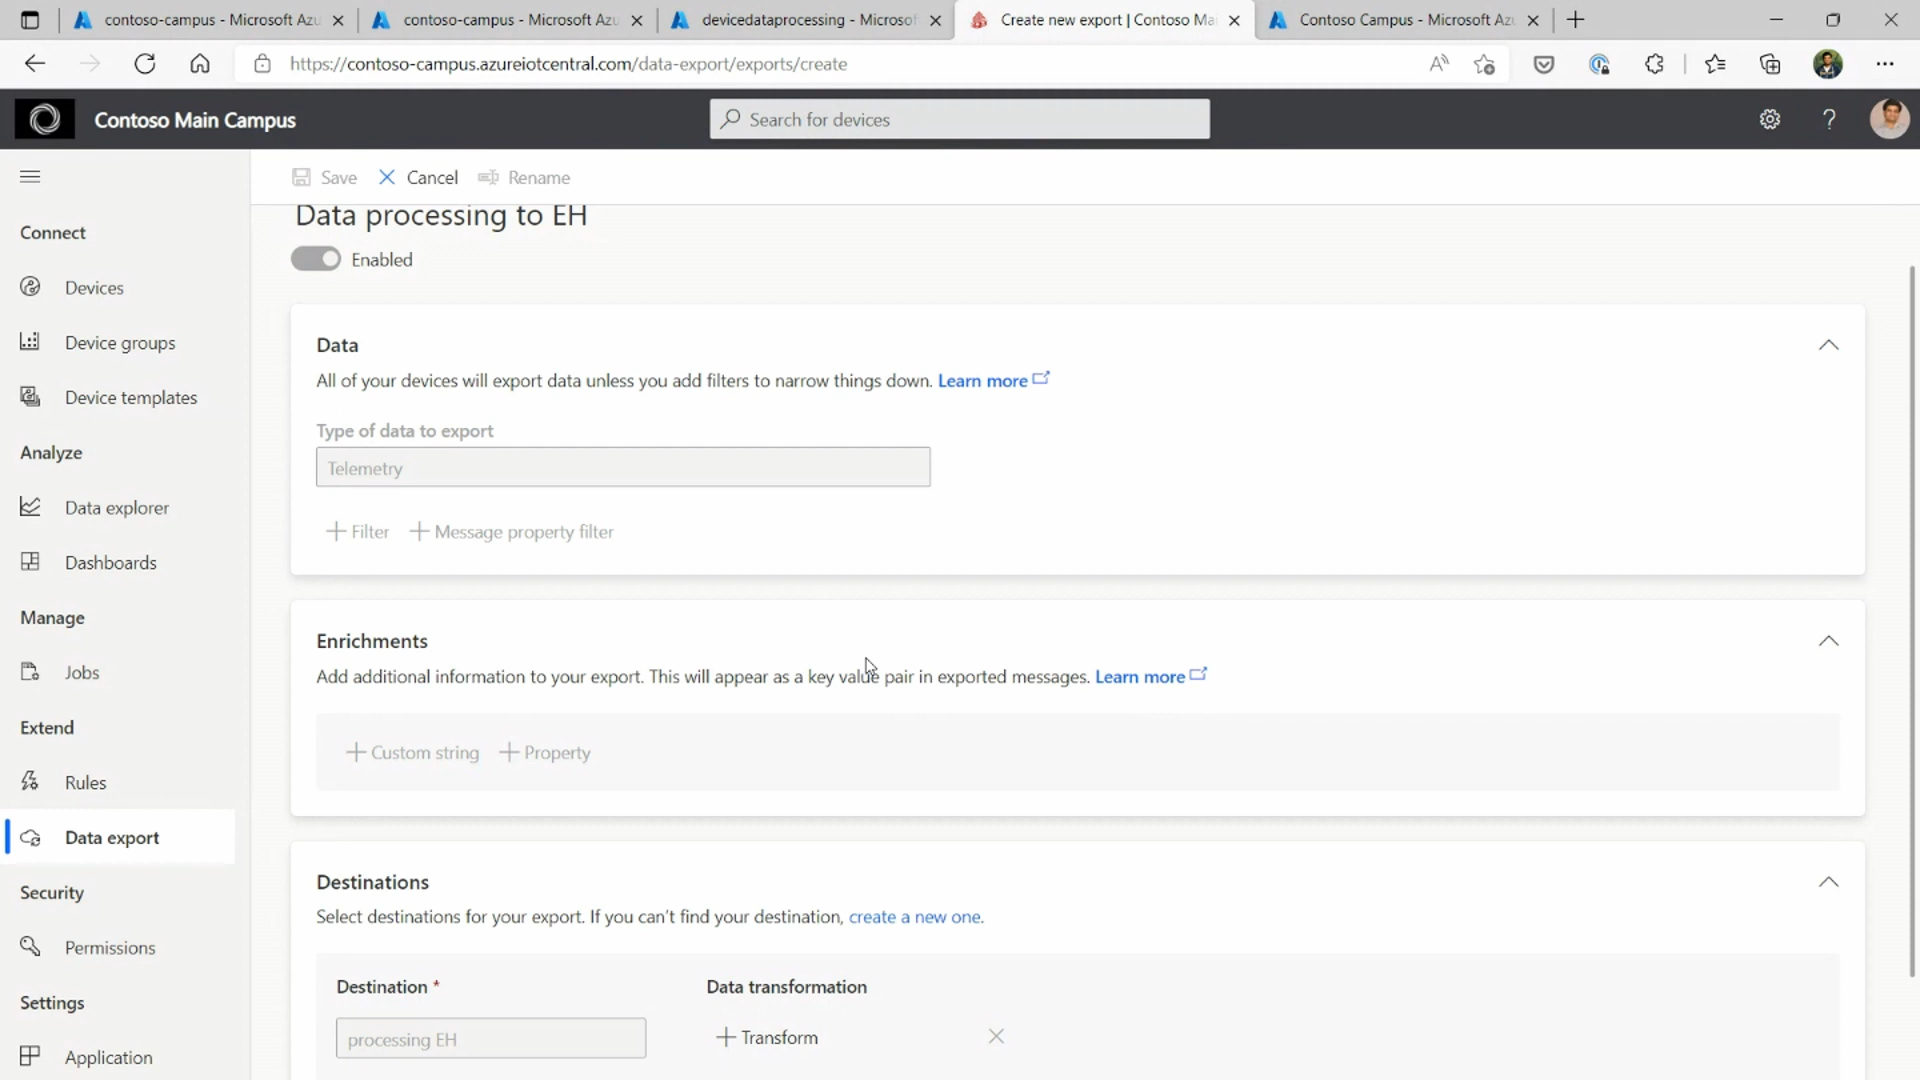 contoso-campus - Microsoft Azu
contoso-campus - Microsoft Azu
devicedataprocessing - Microsof
Create new export | Contoso Ma
Contoso Campus - Microsoft Azu
https://contoso-campus.azureiotcentral.com/data-export/exports/create
Contoso Main Campus
Search for devices
Save
Cancel
Rename
Connect
Devices
Device groups
Device templates
Analyze
Data explorer
Dashboards
Manage
Jobs
Extend
Rules
Data export
Security
Permissions
Settings
Application
Data processing to EH
Enabled
Data
All of your devices will export data unless you add filters to narrow things down. Learn more
Type of data to export
Telemetry
+ Filter + Message property filter
Enrichments
Add additional information to your export. This will appear as a key value pair in exported messages. Learn more
+ Custom string + Property
Destinations
Select destinations for your export. If you can't find your destination, create a new one.
Destination * Data transformation
processing EH + Transform